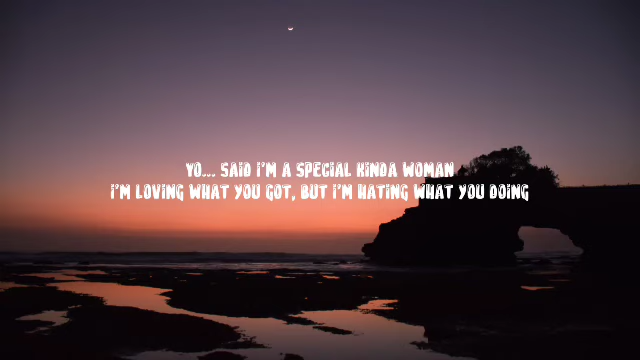 YO... SAID I'M A SPECIAL KINDA WOMAN
I'M LOVING WHAT YOU GOT, BUT I'M HATING WHAT YOU DOING